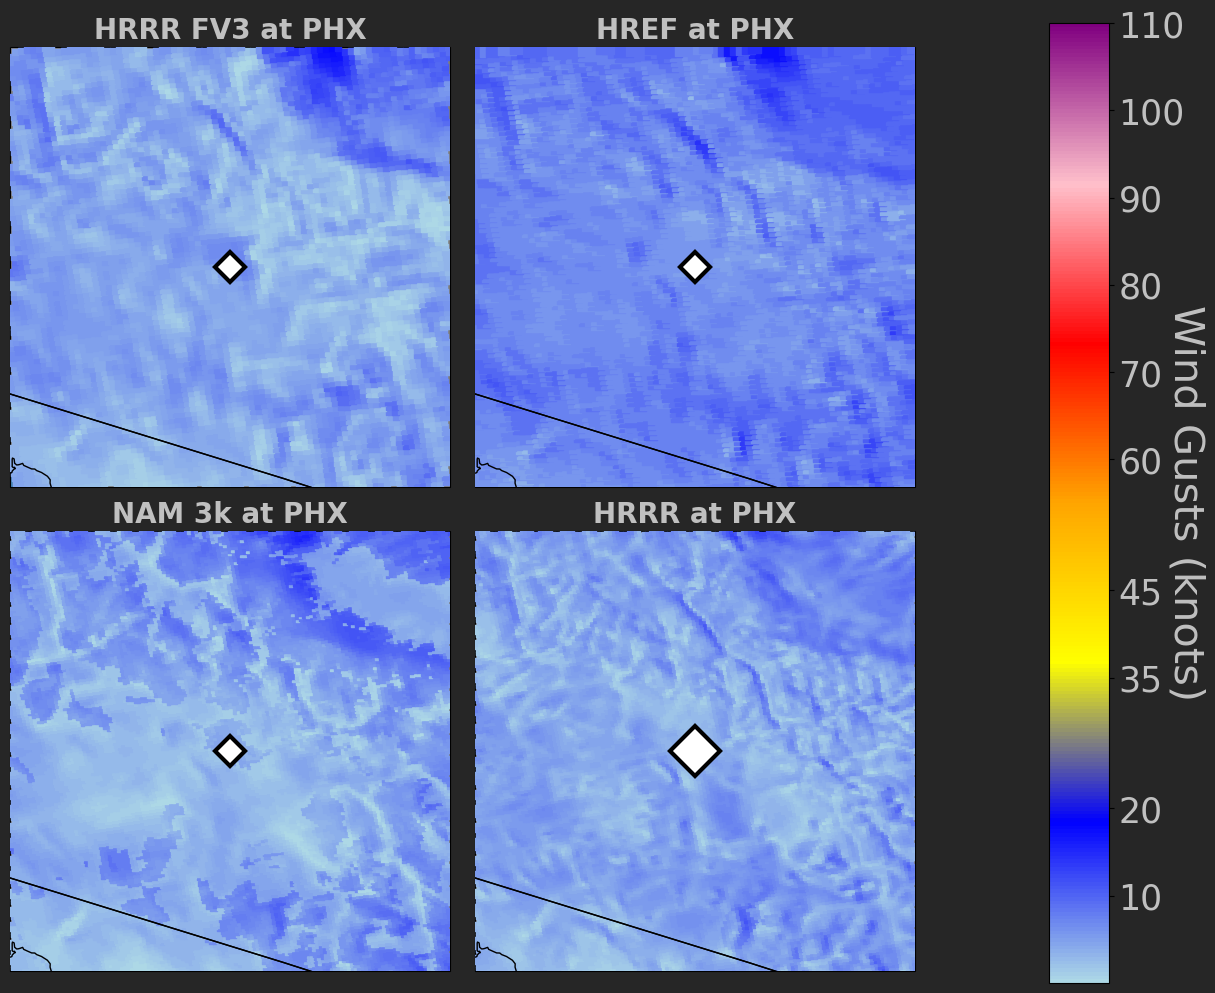 HRRR FV3 at PHX
HREF at PHX
NAM 3k at PHX
HRRR at PHX
110
100
90
80
70
60
45
35
20
10
Wind Gusts (knots)